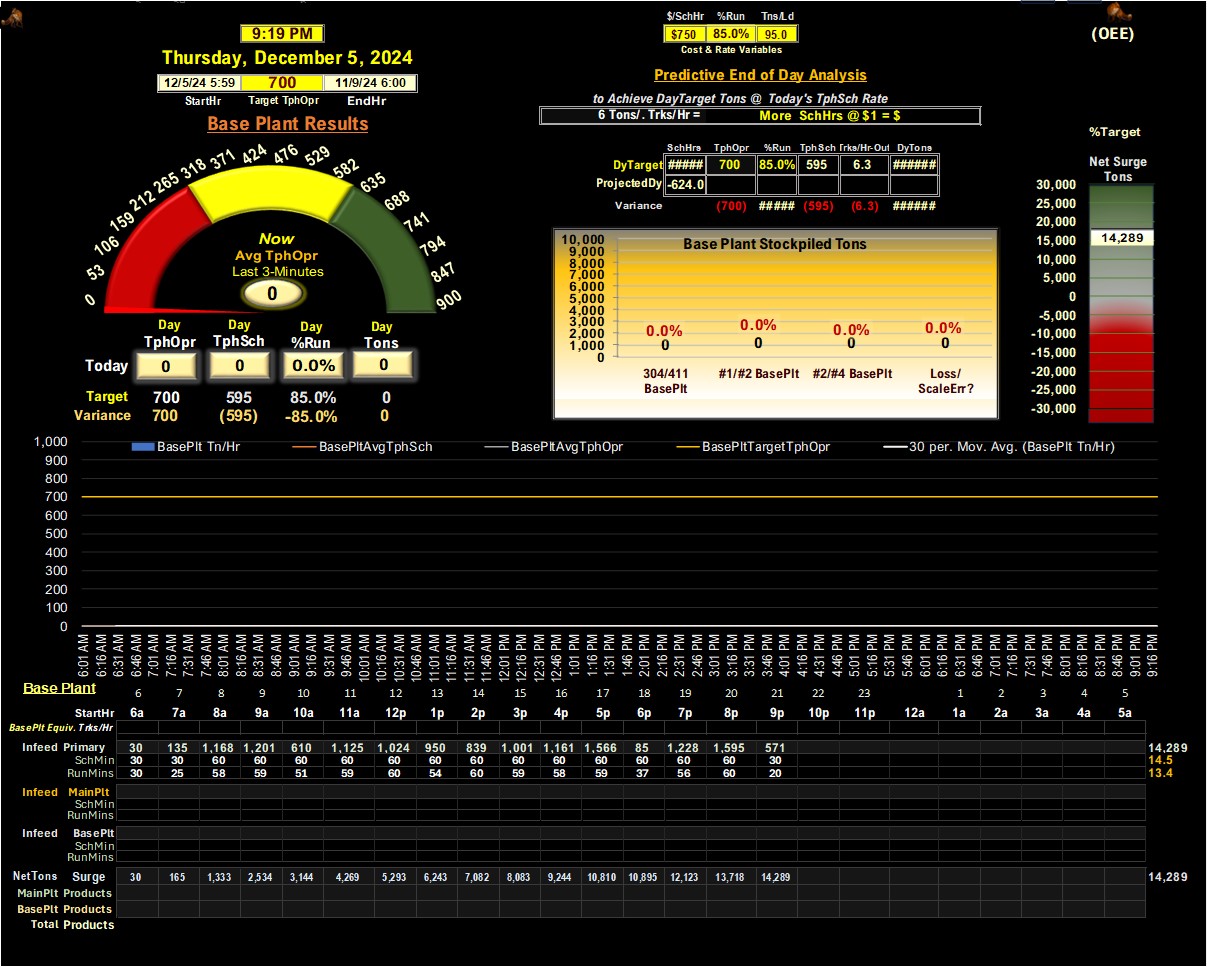 $/SchHr %Run Tns/Ld
9:19 PM $750 85.0% 95.0 (OEE)
Cost & Rate Variables
Thursday, December 5, 2024
12/5/24 5:59 700 11/9/24 6:00
StartHr Target TphOpr EndHr
Predictive End of Day Analysis
to Achieve DayTarget Tons @ Today's TphSch Rate
6 Tons/. Trks/Hr = More SchHrs @ $1 = $
Base Plant Results
%Target
SchHrs TphOpr %Run TphSch Trks/Hr-Out DyTons
DyTarget ##### 700 85.0% 595 6.3 ######
ProjectedDy -624.0
Variance (700) ##### (595) (6.3) ######
Net Surge
Tons
30,000
25,000
20,000
15,000
14,289
10,000
5,000
0
-5,000
-10,000
-15,000
-20,000
-25,000
-30,000
0 53 106 159 212 265 318 371 424 476 529 582 635 688 741 794 847 900
Now
Avg TphOpr
Last 3-Minutes
0
Day Day Day Day
TphOpr TphSch %Run Tons
Today 0 0 0.0% 0
Target 700 595 85.0% 0
Variance 700 (595) -85.0% 0
Base Plant Stockpiled Tons
10,000
9,000
8,000
7,000
6,000
5,000
4,000
3,000
2,000
1,000
0
0.0% 0.0% 0.0% 0.0%
0 0 0 0
304/411 BasePlt #1/#2 BasePlt #2/#4 BasePlt Loss/ ScaleErr?
BasePlt Tn/Hr BasePltAvgTphSch BasePltAvgTphOpr BasePltTargetTphOpr 30 per. Mov. Avg. (BasePlt Tn/Hr)
1,000
900
800
700
600
500
400
300
200
100
0
6:01 AM 6:16 AM 6:31 AM 6:46 AM 7:01 AM 7:16 AM 7:31 AM 7:46 AM 8:01 AM 8:16 AM 8:31 AM 8:46 AM 9:01 AM 9:16 AM 9:31 AM 9:46 AM 10:01 AM 10:16 AM 10:31 AM 10:46 AM 11:01 AM 11:16 AM 11:31 AM 11:46 AM 12:01 PM 12:16 PM 12:31 PM 12:46 PM 1:01 PM 1:16 PM 1:31 PM 1:46 PM 2:01 PM 2:16 PM 2:31 PM 2:46 PM 3:01 PM 3:16 PM 3:31 PM 3:46 PM 4:01 PM 4:16 PM 4:31 PM 4:46 PM 5:01 PM 5:16 PM 5:31 PM 5:46 PM 6:01 PM 6:16 PM 6:31 PM 6:46 PM 7:01 PM 7:16 PM 7:31 PM 7:46 PM 8:01 PM 8:16 PM 8:31 PM 8:46 PM 9:01 PM 9:16 PM
Base Plant 6 7 8 9 10 11 12 13 14 15 16 17 18 19 20 21 22 23 1 2 3 4 5
StartHr 6a 7a 8a 9a 10a 11a 12p 1p 2p 3p 4p 5p 6p 7p 8p 9p 10p 11p 12a 1a 2a 3a 4a 5a
BasePlt Equiv. Trks/Hr
Infeed Primary 30 135 1,168 1,201 610 1,125 1,024 950 839 1,001 1,161 1,566 85 1,228 1,595 571 14,289
SchMin 30 30 60 60 60 60 60 60 60 60 60 60 60 60 60 30 14.5
RunMins 30 25 58 59 51 59 60 54 60 59 58 59 37 56 60 20 13.4
Infeed MainPlt
SchMin
RunMins
Infeed BasePlt
SchMin
RunMins
NetTons Surge 30 165 1,333 2,534 3,144 4,269 5,293 6,243 7,082 8,083 9,244 10,810 10,895 12,123 13,718 14,289 14,289
MainPlt Products
BasePlt Products
Total Products